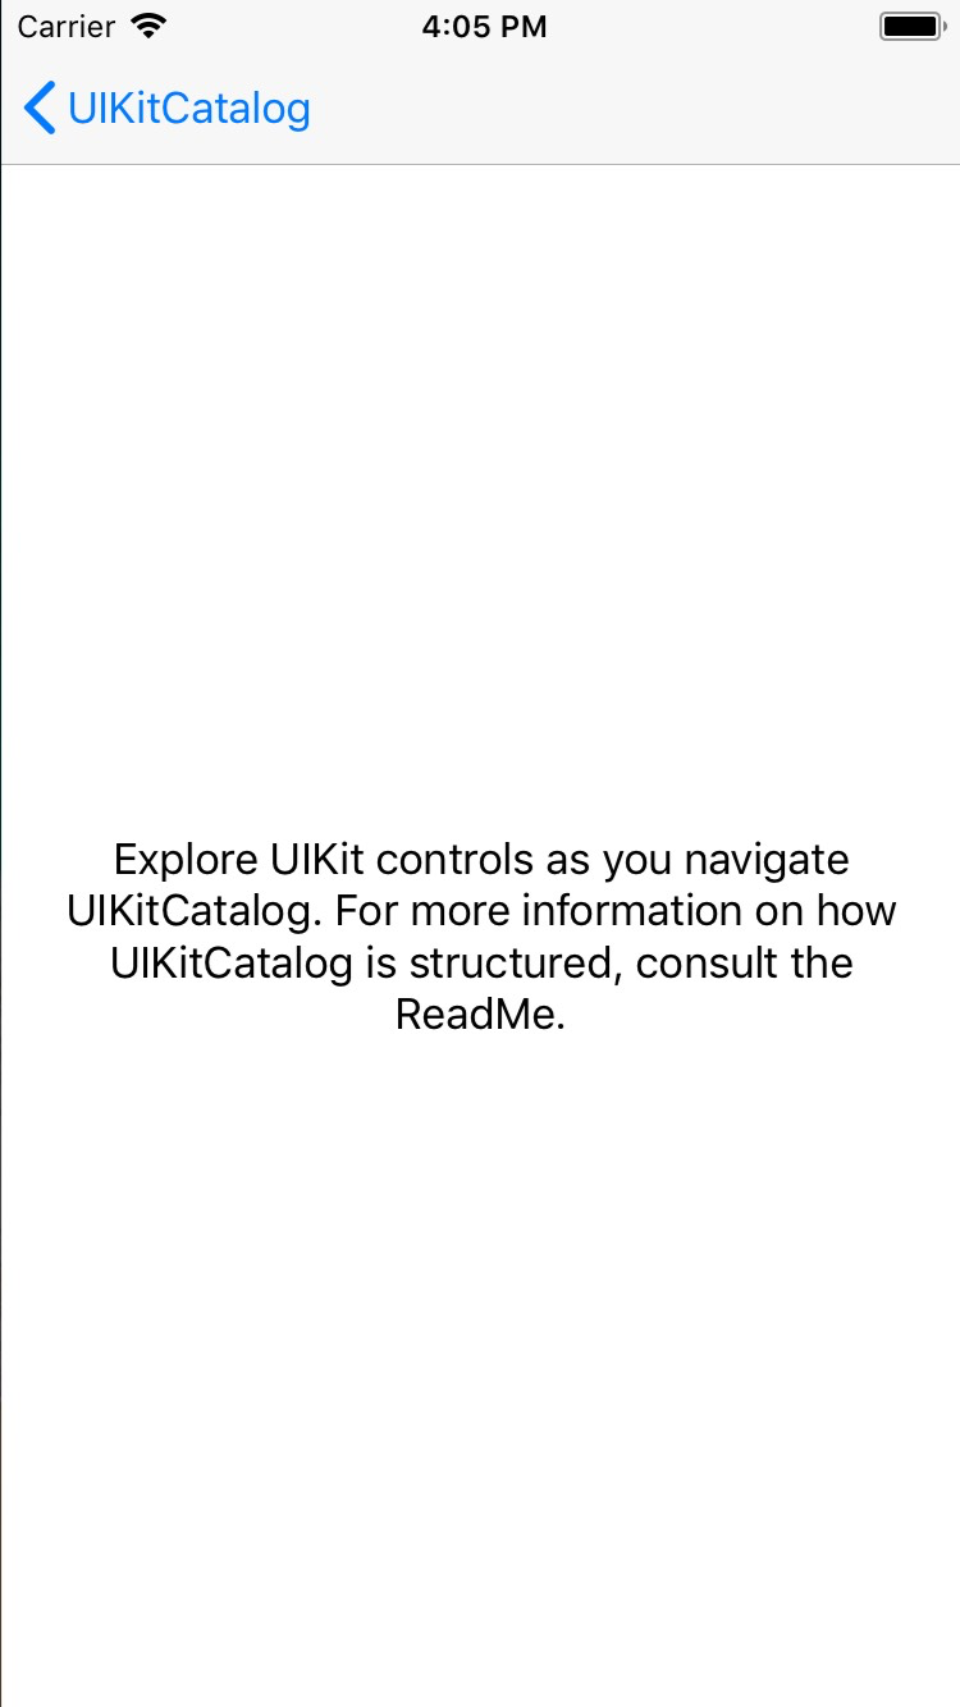 Carrier 4:05 PM
UIKitCatalog
Explore UIKit controls as you navigate
UIKitCatalog. For more information on how
UIKitCatalog is structured, consult the
ReadMe.